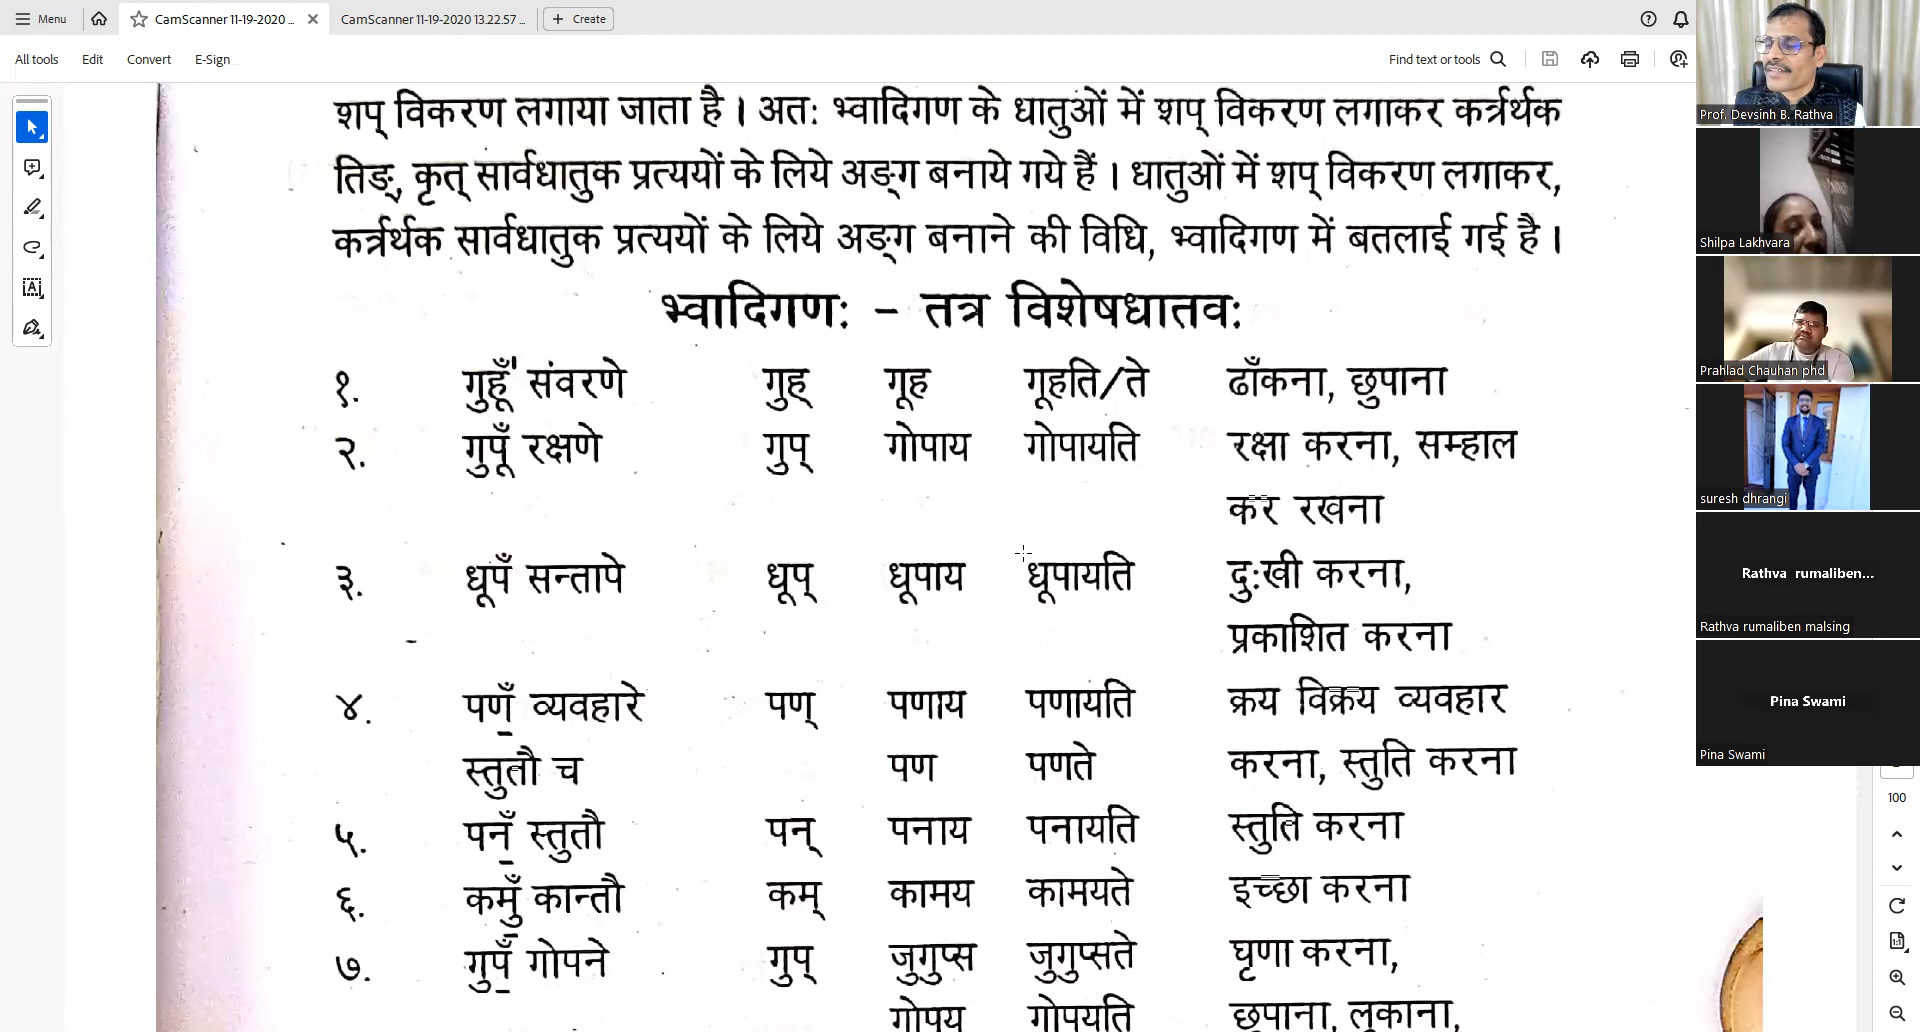 Menu
CamScanner 11-19-2020 ...
CamScanner 11-19-2020 13.22.57 ...
Create
All tools Edit Convert E-Sign
Find text or tools
शप् विकरण लगाया जाता है । अतः भ्वादिगण के धातुओं में शप् विकरण लगाकर कर्त्रर्थक
तिङ्, कृत् सार्वधातुक प्रत्ययों के लिये अङ्ग बनाये गये हैं । धातुओं में शप् विकरण लगाकर,
कर्त्रर्थक सार्वधातुक प्रत्ययों के लिये अङ्ग बनाने की विधि, भ्वादिगण में बतलाई गई है ।
भ्वादिगणः – तत्र विशेषधातवः
१. गुहूँ' संवरणे गुह् गूह गूहति/ते ढाँकना, छुपाना
२. गुपूँ रक्षणे गुप् गोपाय गोपायति रक्षा करना, सम्हाल
कर रखना
३. धूपँ सन्तापे धूप् धूपाय धूपायति दुःखी करना,
प्रकाशित करना
४. पणँ॒ व्यवहारे पण् पणाय पणायति क्रय विक्रय व्यवहार
स्तुतौ च पण पणते करना, स्तुति करना
५. पनँ॒ स्तुतौ पन् पनाय पनायति स्तुति करना
६. कमुँ॒ कान्तौ कम् कामय कामयते इच्छा करना
७. गुपँ॒ गोपने गुप् जुगुप्स जुगुप्सते घृणा करना,
गोपय गोपयति छुपाना, लुकाना,
Prof. Devsinh B. Rathva
Shilpa Lakhvara
Prahlad Chauhan phd
suresh dhrangi
Rathva rumaliben...
Rathva rumaliben malsing
Pina Swami
Pina Swami
100